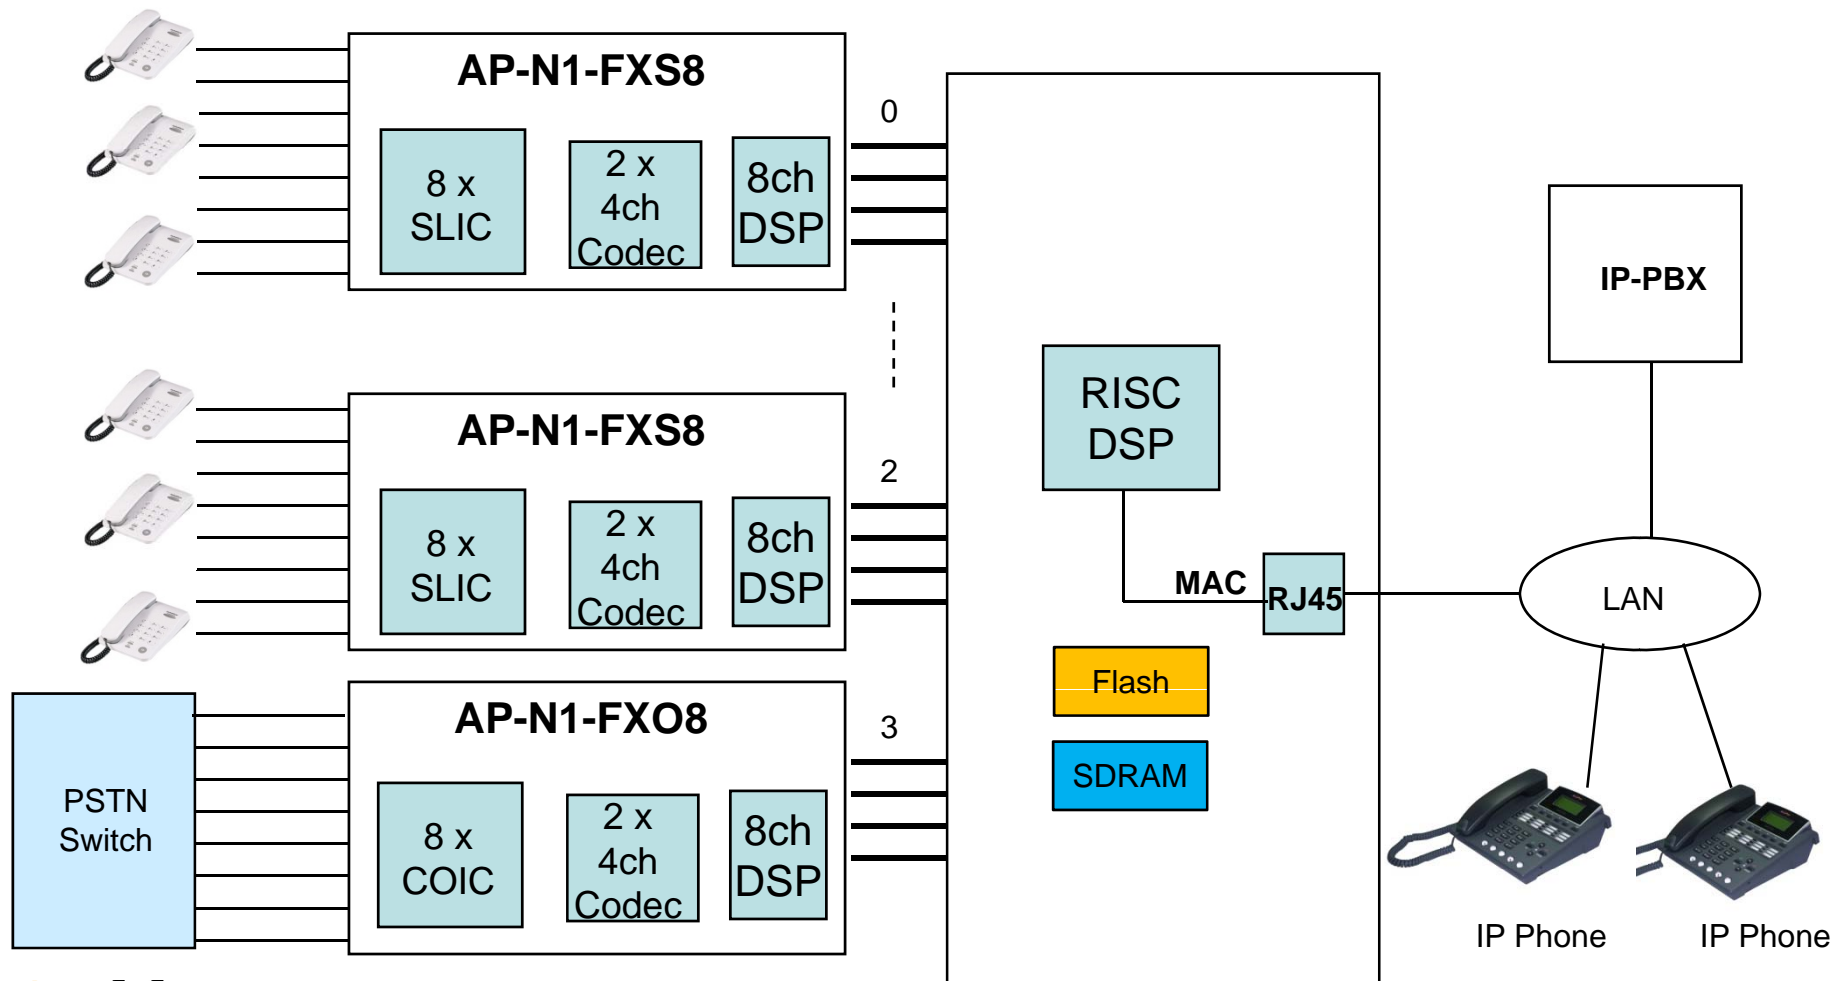 AP-N1-FXS8
8 x
SLIC
2 x
4ch
Codec
8ch
DSP
0
AP-N1-FXS8
8 x
SLIC
2 x
4ch
Codec
8ch
DSP
2
PSTN
Switch
AP-N1-FXO8
8 x
COIC
2 x
4ch
Codec
8ch
DSP
3
RISC
DSP
MAC
RJ45
Flash
SDRAM
IP-PBX
LAN
IP Phone
IP Phone